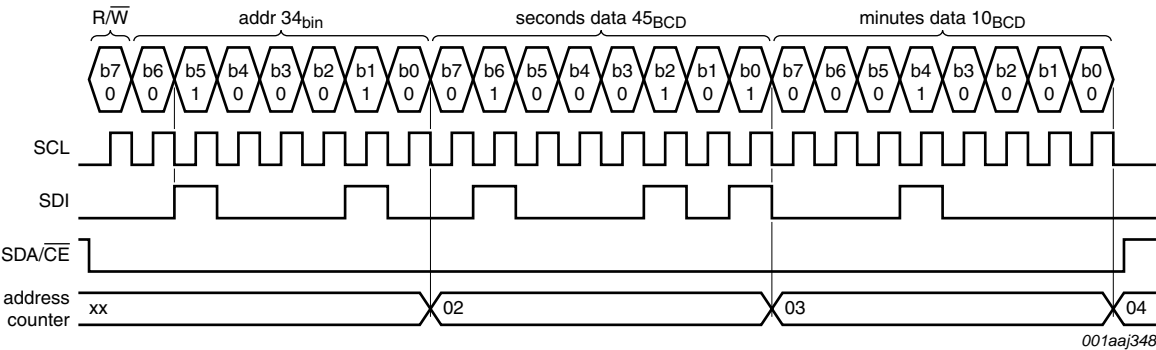 R/W addr 34bin seconds data 45BCD minutes data 10BCD
b7 b6 b5 b4 b3 b2 b1 b0 b7 b6 b5 b4 b3 b2 b1 b0 b7 b6 b5 b4 b3 b2 b1 b0
0 0 1 0 0 0 1 0 0 1 0 0 0 1 0 1 0 0 0 1 0 0 0 0
SCL
SDI
SDA/CE
address
counter
xx 02 03 04
001aaj348